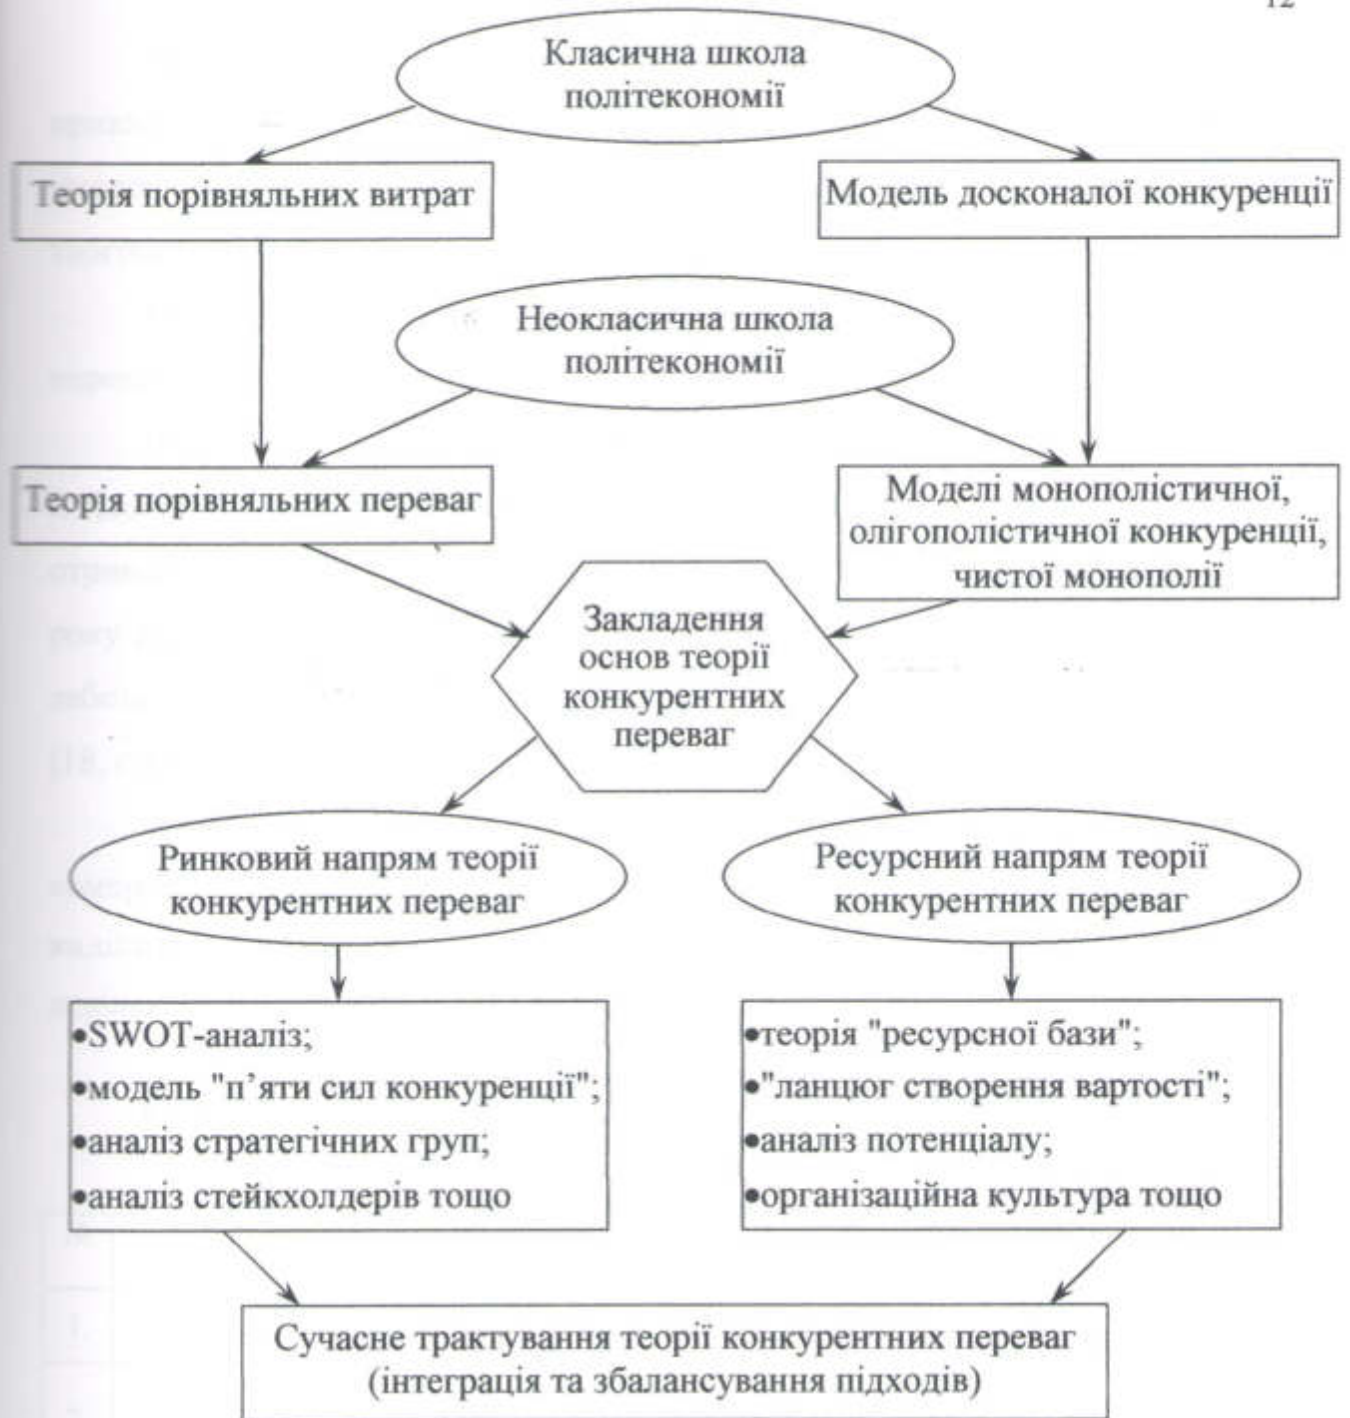 12
Класична школа
політекономії
Теорія порівняльних витрат
Модель досконалої конкуренції
Неокласична школа
політекономії
Теорія порівняльних переваг
Моделі монополістичної,
олігополістичної конкуренції,
чистої монополії
Закладення
основ теорії
конкурентних
переваг
Ринковий напрям теорії
конкурентних переваг
Ресурсний напрям теорії
конкурентних переваг
•SWOT-аналіз;
•модель "п’яти сил конкуренції";
•аналіз стратегічних груп;
•аналіз стейкхолдерів тощо
•теорія "ресурсної бази";
•"ланцюг створення вартості";
•аналіз потенціалу;
•організаційна культура тощо
Сучасне трактування теорії конкурентних переваг
(інтеграція та збалансування підходів)